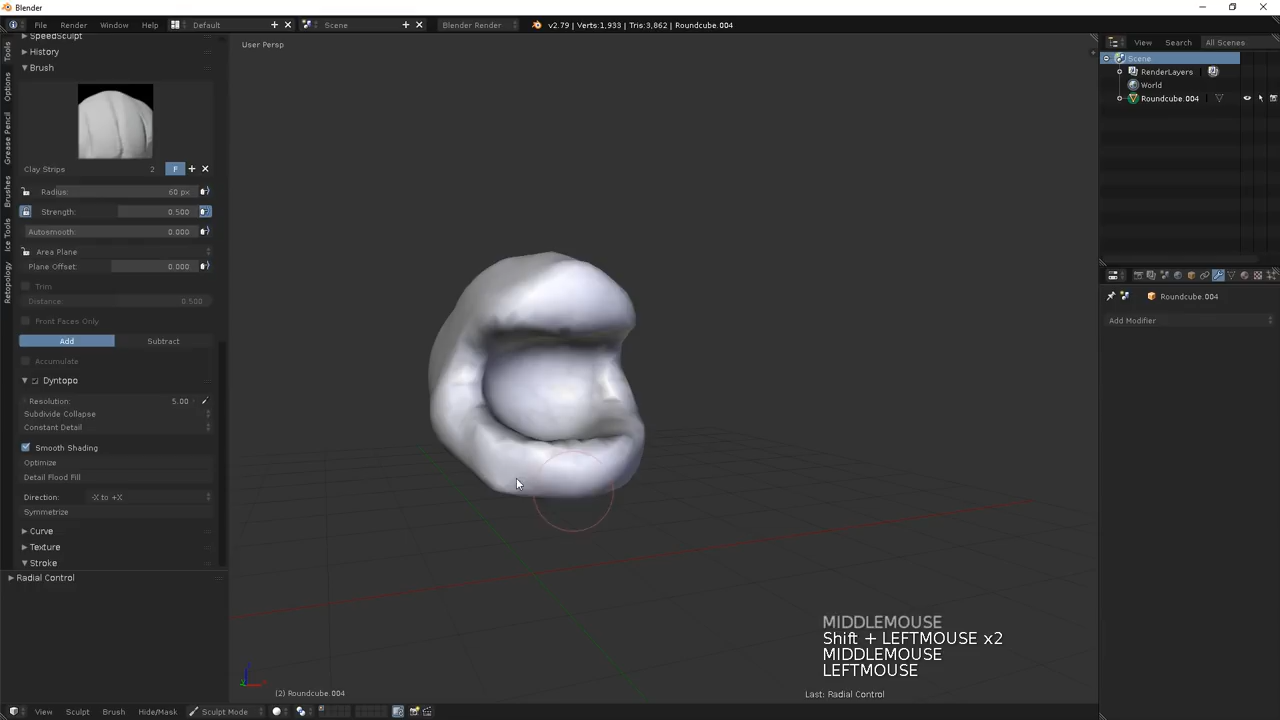 Blender
File Render Window Help Default Scene Blender Render v2.79 | Verts:1,933 | Tris:3,862 | Roundcube.004
SpeedSculpt
History
Brush
Clay Strips 2 F
Radius: 60 px
Strength: 0.500
Autosmooth: 0.000
Area Plane
Plane Offset: 0.000
Trim
Distance: 0.500
Front Faces Only
Add Subtract
Accumulate
Dyntopo
Resolution: 5.00
Subdivide Collapse
Constant Detail
Smooth Shading
Optimize
Detail Flood Fill
Direction: -X to +X
Symmetrize
Curve
Texture
Stroke
Radial Control
Tools
Options
Grease Pencil
Brushes
Ice Tools
Retopology
User Persp
MIDDLEMOUSE
Shift + LEFTMOUSE x2
MIDDLEMOUSE
LEFTMOUSE
Last: Radial Control
(2) Roundcube.004
View Sculpt Brush Hide/Mask Sculpt Mode
View Search All Scenes
Scene
RenderLayers
World
Roundcube.004
Roundcube.004
Add Modifier